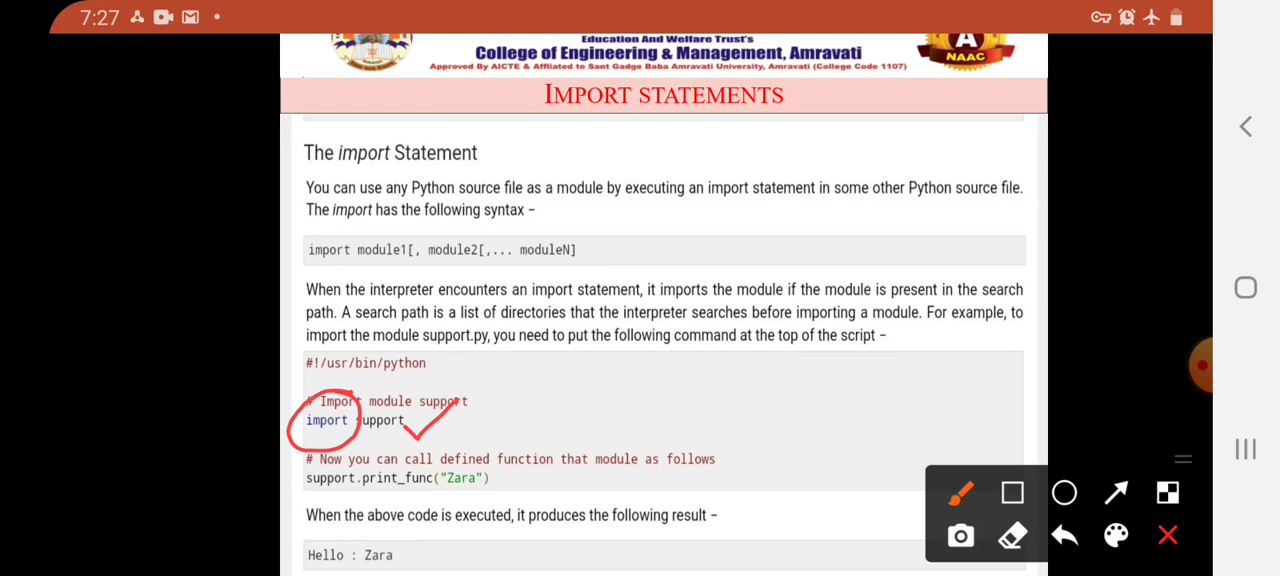 7:27
Education And Welfare Trust's
College of Engineering & Management, Amravati
Approved By AICTE & Affliated to Sant Gadge Baba Amravati University, Amravati (College Code 1107)
A
NAAC
IMPORT STATEMENTS
The import Statement
You can use any Python source file as a module by executing an import statement in some other Python source file.
The import has the following syntax −
import module1[, module2[,... moduleN]
When the interpreter encounters an import statement, it imports the module if the module is present in the search
path. A search path is a list of directories that the interpreter searches before importing a module. For example, to
import the module support.py, you need to put the following command at the top of the script −
#!/usr/bin/python
# Import module support
import support
# Now you can call defined function that module as follows
support.print_func("Zara")
When the above code is executed, it produces the following result −
Hello : Zara